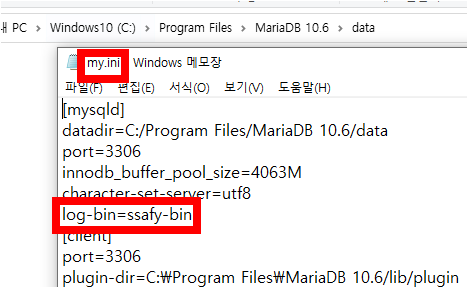 내 PC > Windows10 (C:) > Program Files > MariaDB 10.6 > data
my.ini - Windows 메모장
파일(F) 편집(E) 서식(O) 보기(V) 도움말(H)
[mysqld]
datadir=C:/Program Files/MariaDB 10.6/data
port=3306
innodb_buffer_pool_size=4063M
character-set-server=utf8
log-bin=ssafy-bin
[client]
port=3306
plugin-dir=C:₩Program Files₩MariaDB 10.6/lib/plugin